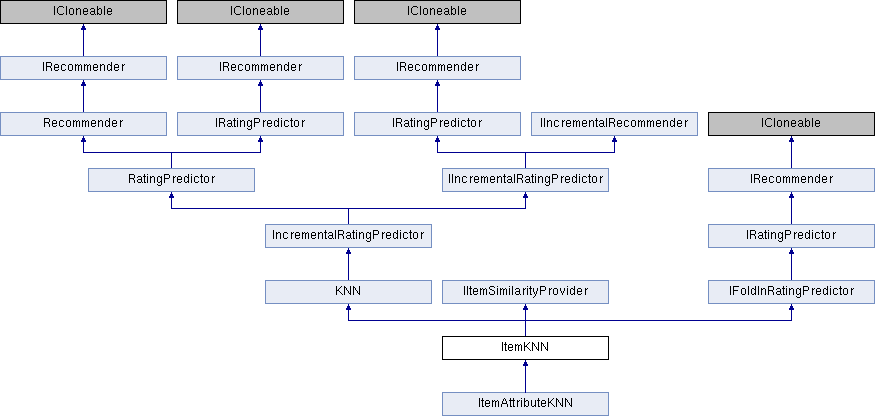 ICloneable ICloneable ICloneable
IRecommender IRecommender IRecommender
Recommender IRatingPredictor IRatingPredictor IIncrementalRecommender ICloneable
RatingPredictor IIncrementalRatingPredictor IRecommender
IncrementalRatingPredictor IRatingPredictor
KNN IItemSimilarityProvider IFoldInRatingPredictor
ItemKNN
ItemAttributeKNN